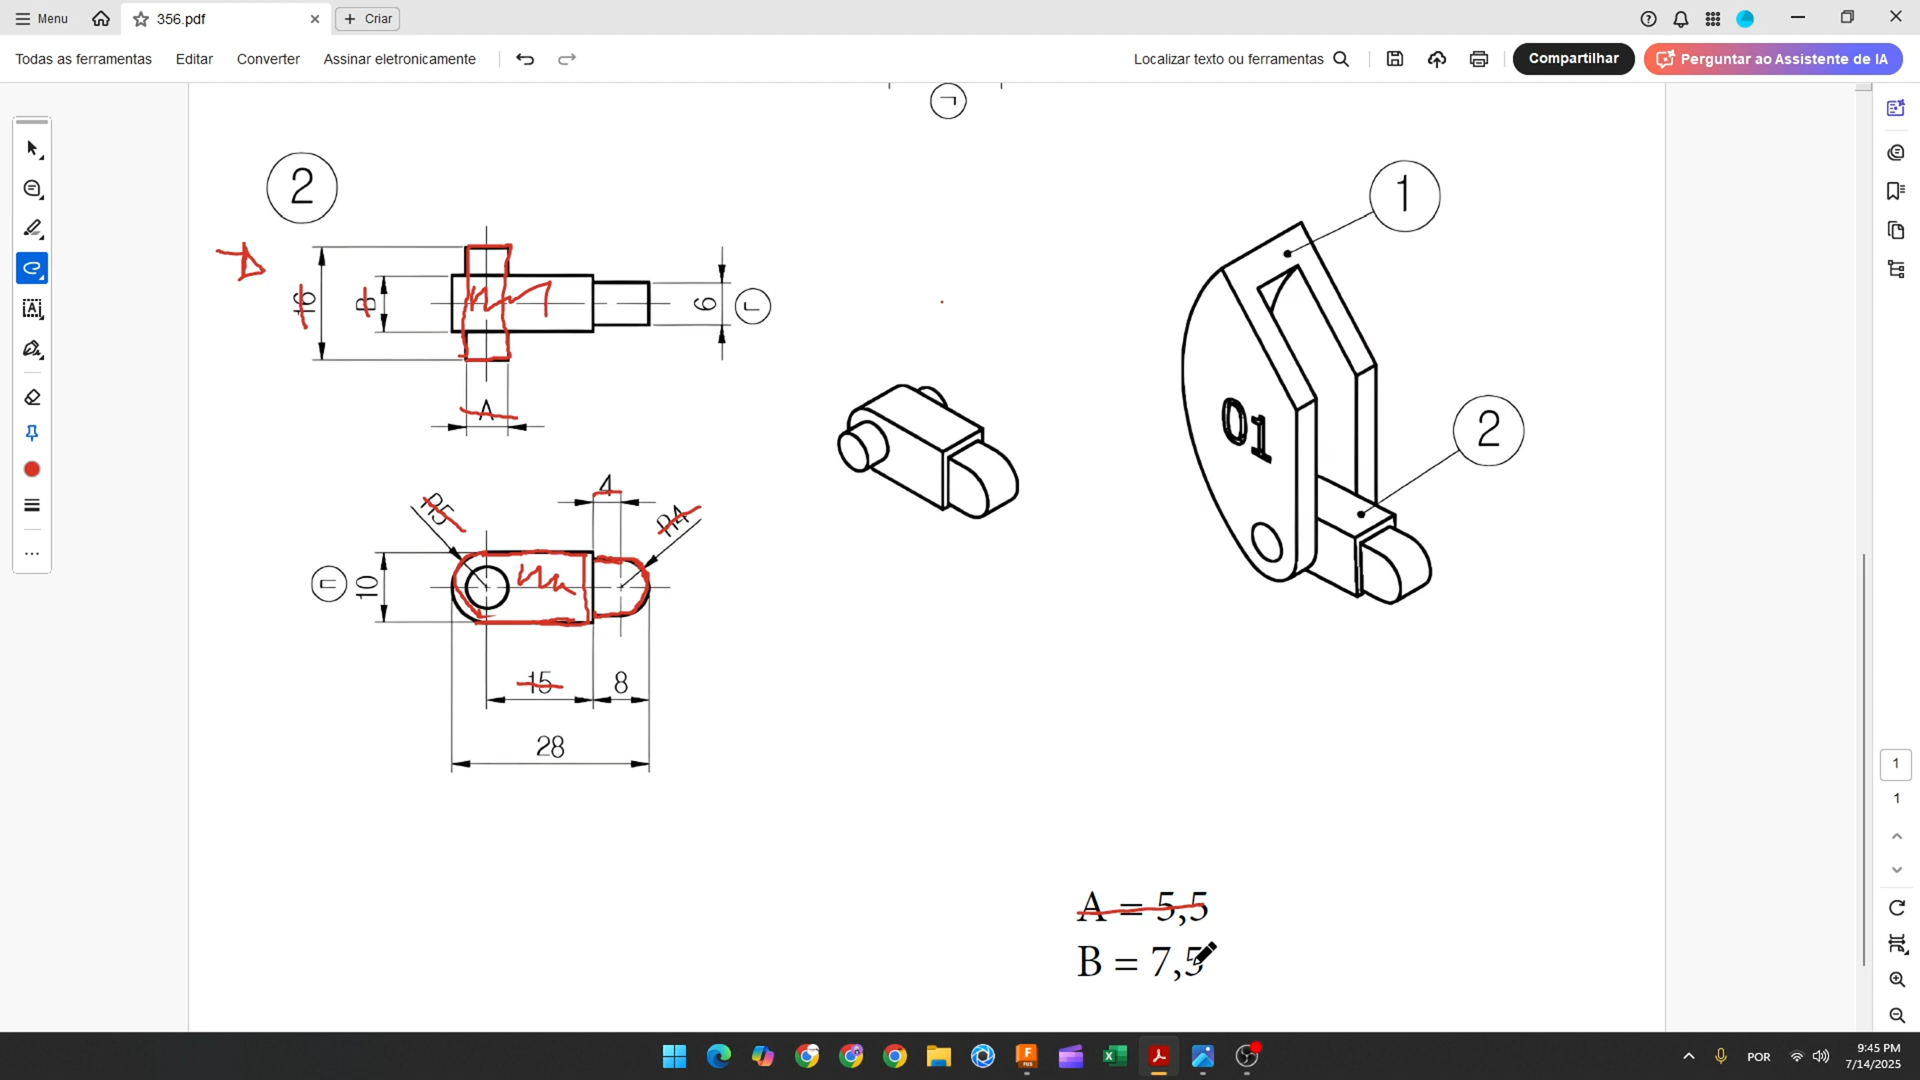 Menu
356.pdf
Criar
Todas as ferramentas
Editar
Converter
Assinar eletronicamente
Localizar texto ou ferramentas
Compartilhar
Perguntar ao Assistente de IA
2
16
B
6
A
R5
4
R4
10
15
8
28
1
01
2
A = 5,5
B = 7,5
1
1
POR
9:45 PM
7/14/2025